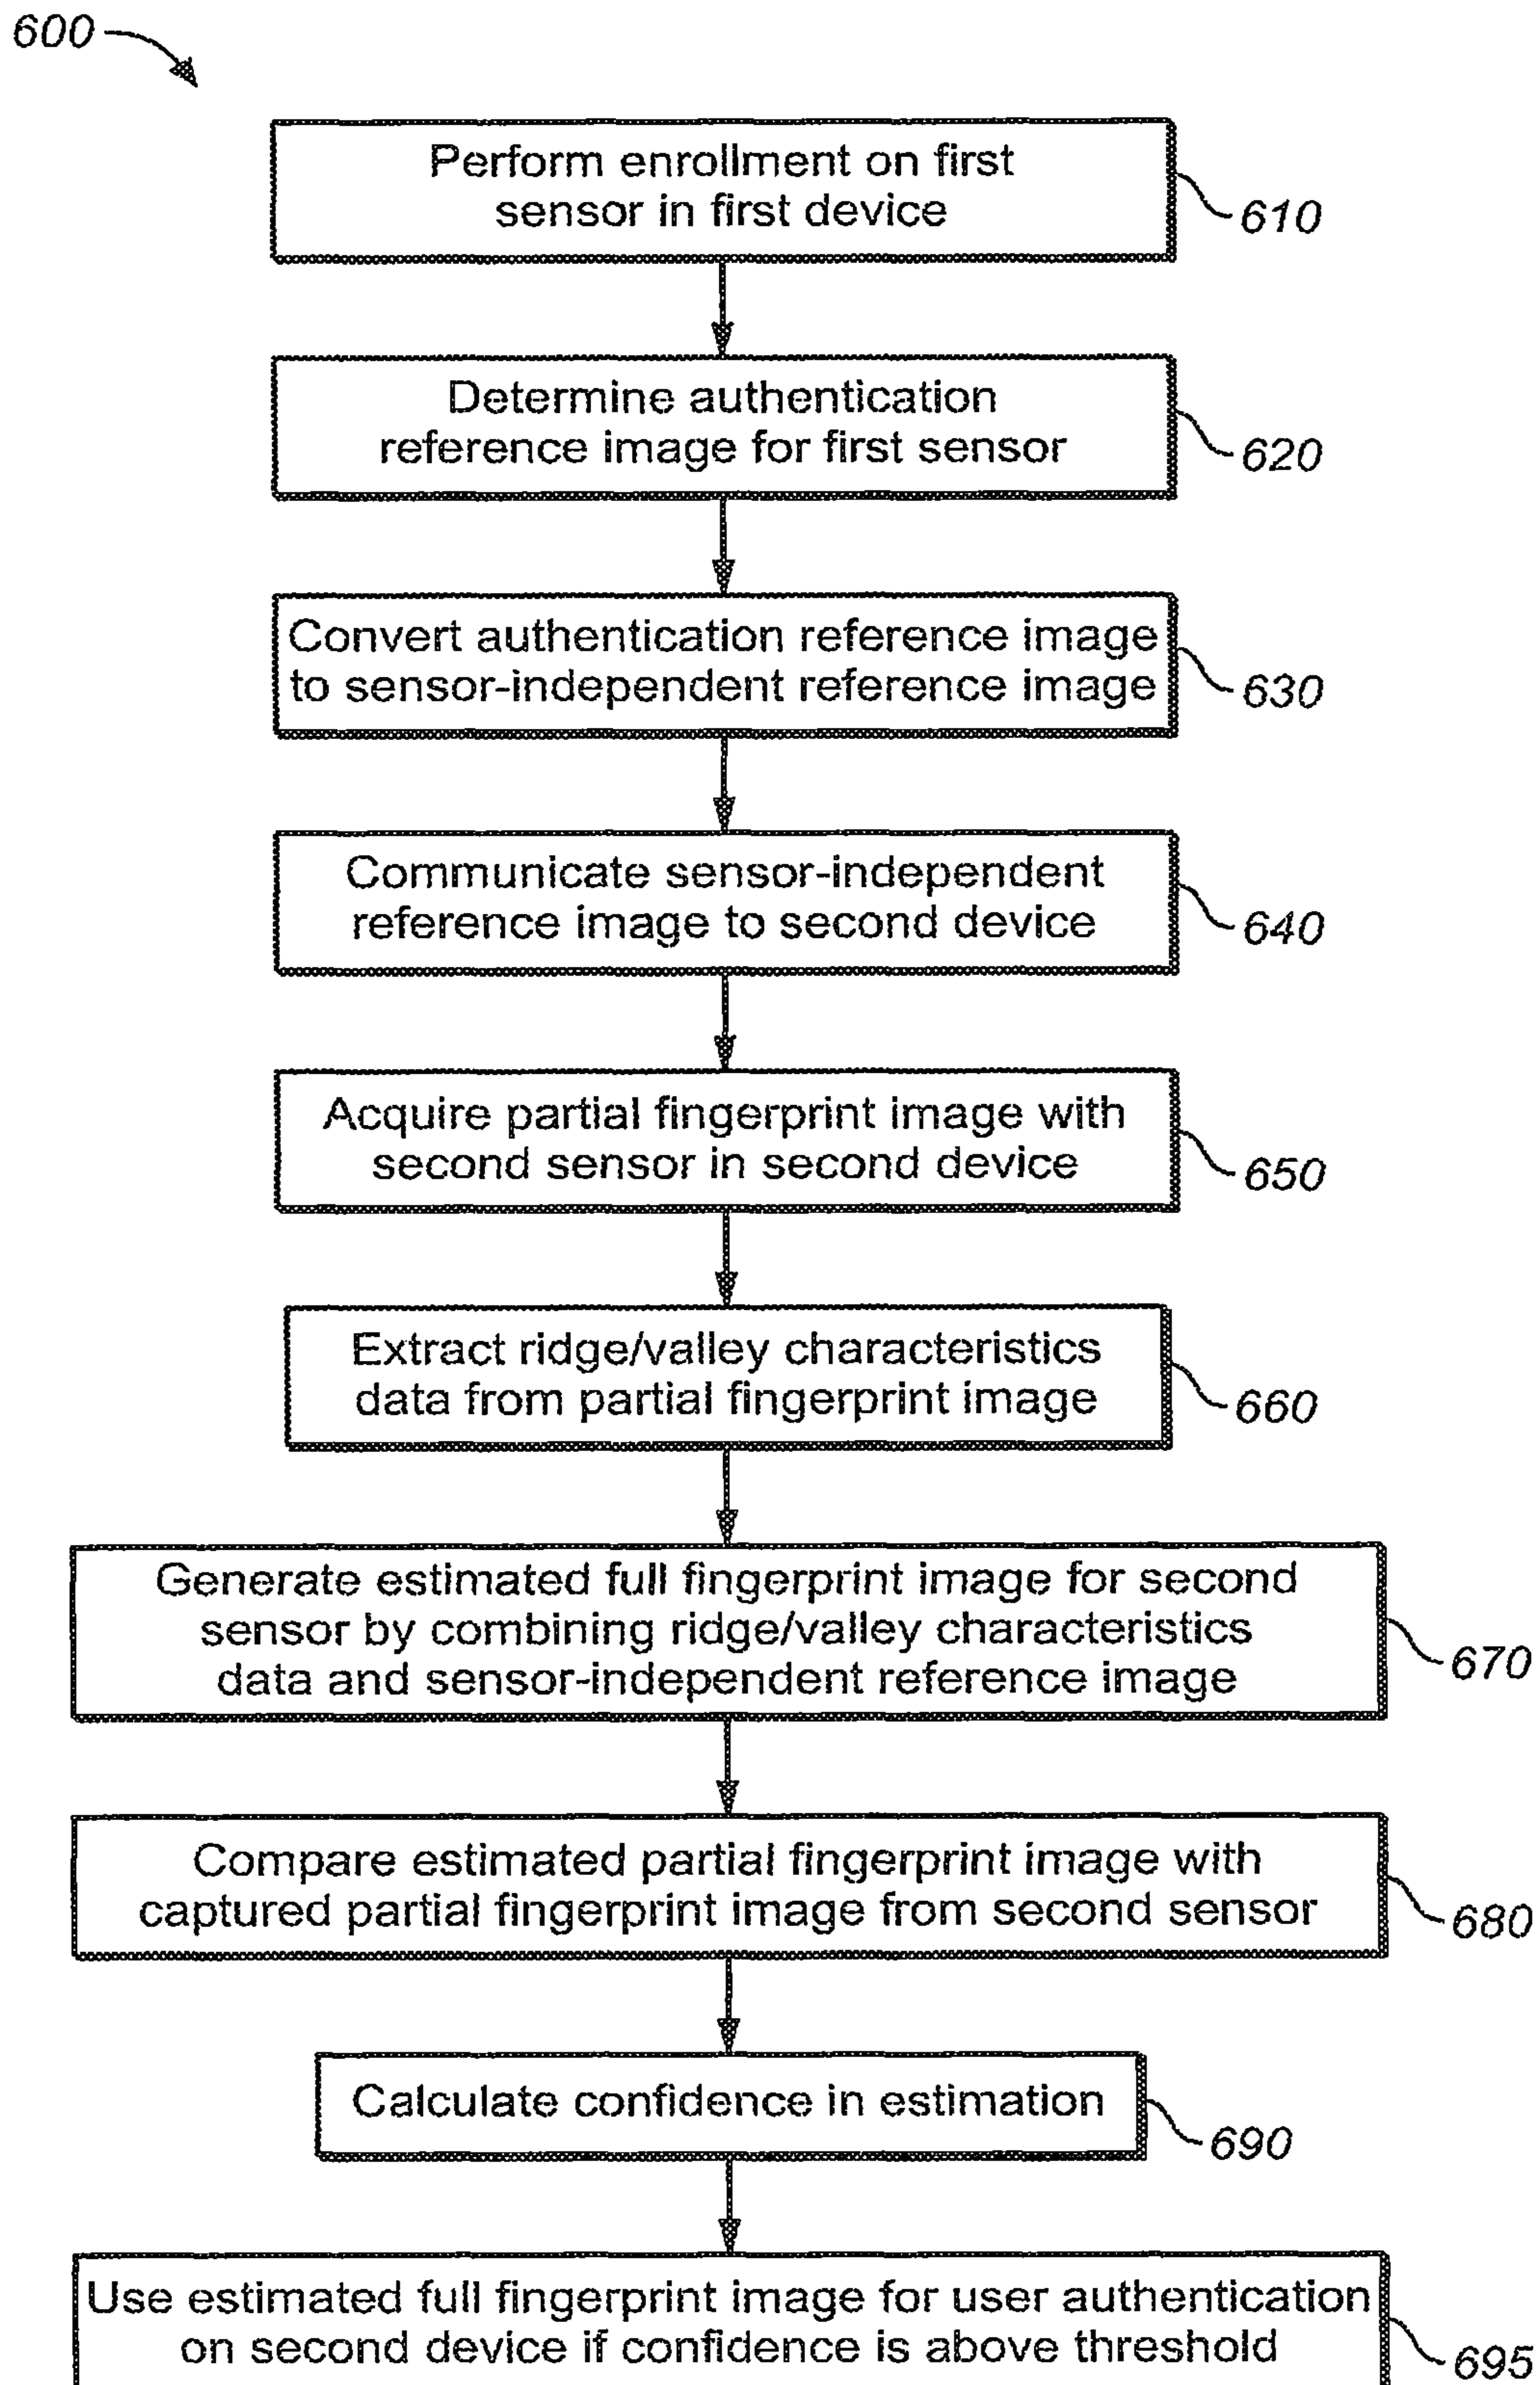 600
Perform enrollment on first
sensor in first device
610
Determine authentication
reference image for first sensor
620
Convert authentication reference image
to sensor-independent reference image
630
Communicate sensor-independent
reference image to second device
640
Acquire partial fingerprint image with
second sensor in second device
650
Extract ridge/valley characteristics
data from partial fingerprint image
660
Generate estimated full fingerprint image for second
sensor by combining ridge/valley characteristics
data and sensor-independent reference image
670
Compare estimated partial fingerprint image with
captured partial fingerprint image from second sensor
680
Calculate confidence in estimation
690
Use estimated full fingerprint image for user authentication
on second device if confidence is above threshold
695